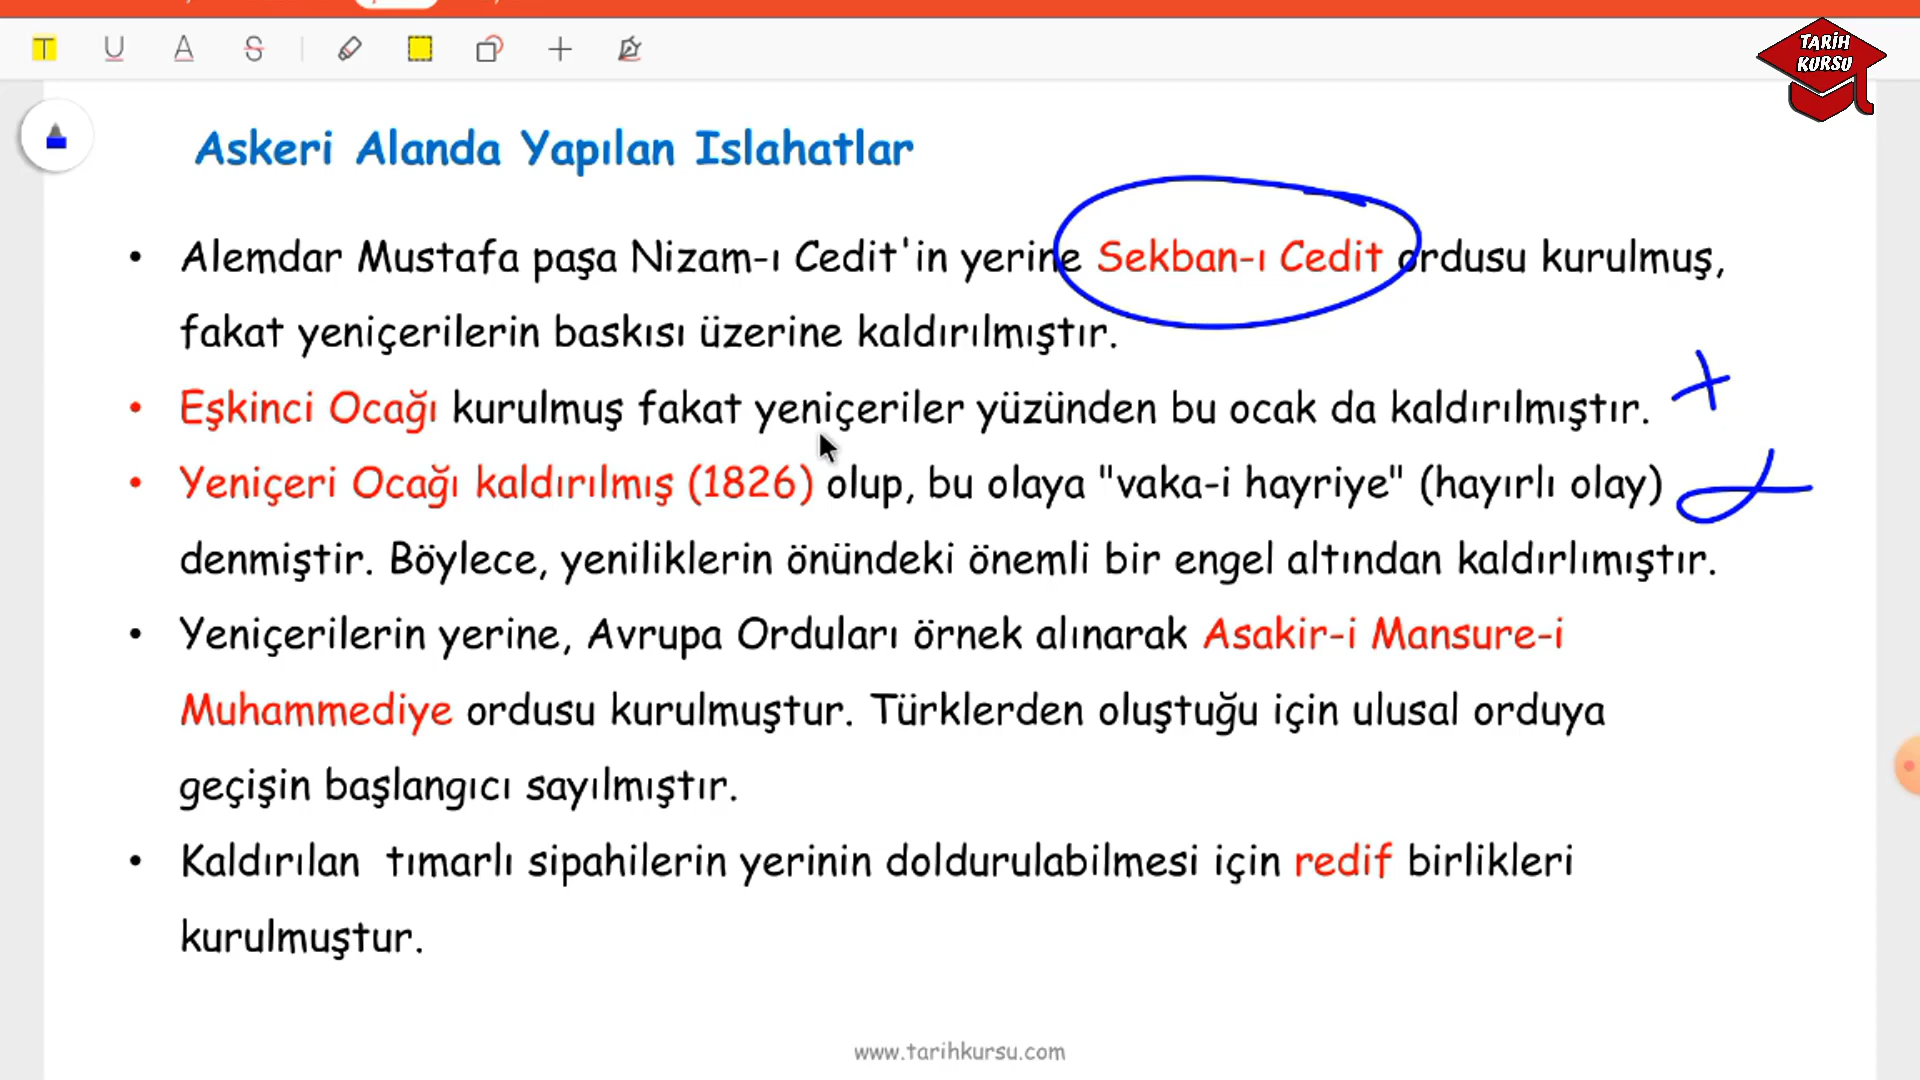 TARİH
KURSU
Askeri Alanda Yapılan Islahatlar
• Alemdar Mustafa paşa Nizam-ı Cedit'in yerine Sekban-ı Cedit ordusu kurulmuş,
fakat yeniçerilerin baskısı üzerine kaldırılmıştır.
• Eşkinci Ocağı kurulmuş fakat yeniçeriler yüzünden bu ocak da kaldırılmıştır.
• Yeniçeri Ocağı kaldırılmış (1826) olup, bu olaya "vaka-i hayriye" (hayırlı olay)
denmiştir. Böylece, yeniliklerin önündeki önemli bir engel altından kaldırlımıştır.
• Yeniçerilerin yerine, Avrupa Orduları örnek alınarak Asakir-i Mansure-i
Muhammediye ordusu kurulmuştur. Türklerden oluştuğu için ulusal orduya
geçişin başlangıcı sayılmıştır.
• Kaldırılan tımarlı sipahilerin yerinin doldurulabilmesi için redif birlikleri
kurulmuştur.
www.tarihkursu.com